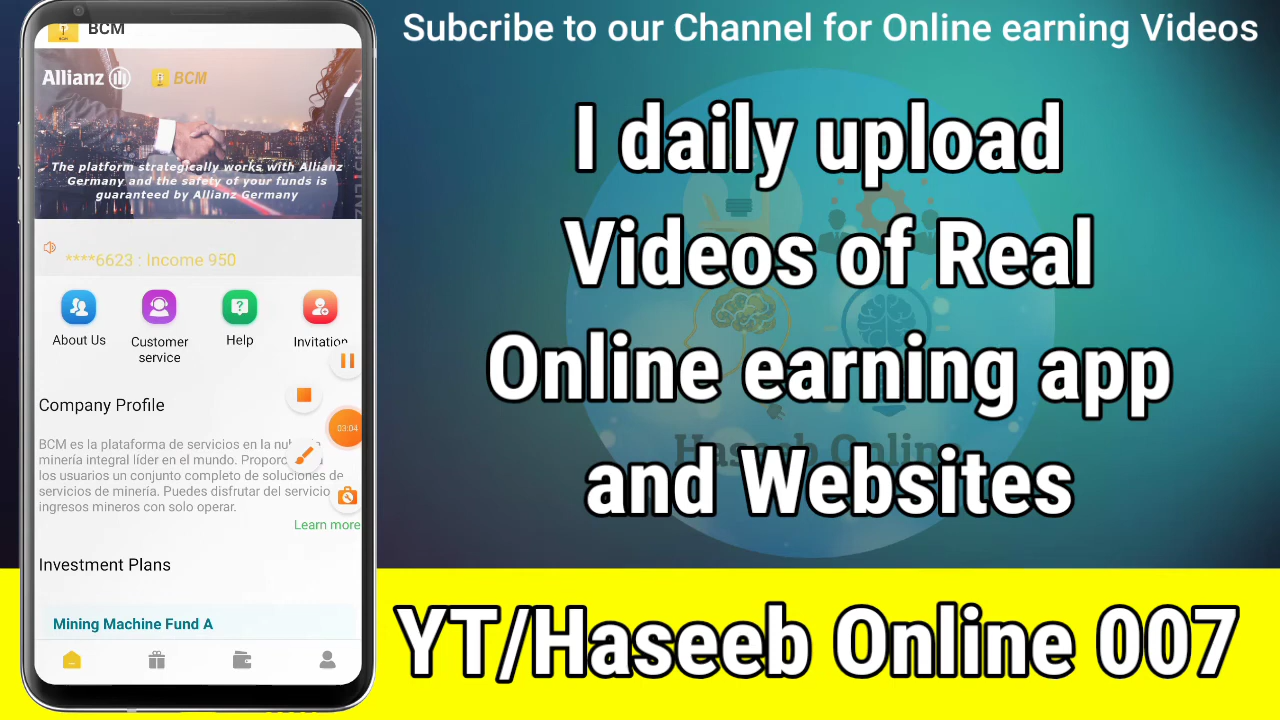 BCM
Allianz BCM
The platform strategically works with Allianz
Germany and the safety of your funds is
guaranteed by Allianz Germany
****6623 : Income 950
About Us
Customer
service
Help
Invitation
03:04
Company Profile
BCM es la plataforma de servicios en la
minería integral líder en el mundo.
los usuarios un conjunto completo de soluciones de
servicios de minería. Puedes disfrutar del servicio
ingresos mineros con solo operar.
Learn more
Investment Plans
Mining Machine Fund A
Subcribe to our Channel for Online earning Videos
I daily upload
Videos of Real
Online earning app
and Websites
Haseeb Online
YT/Haseeb Online 007